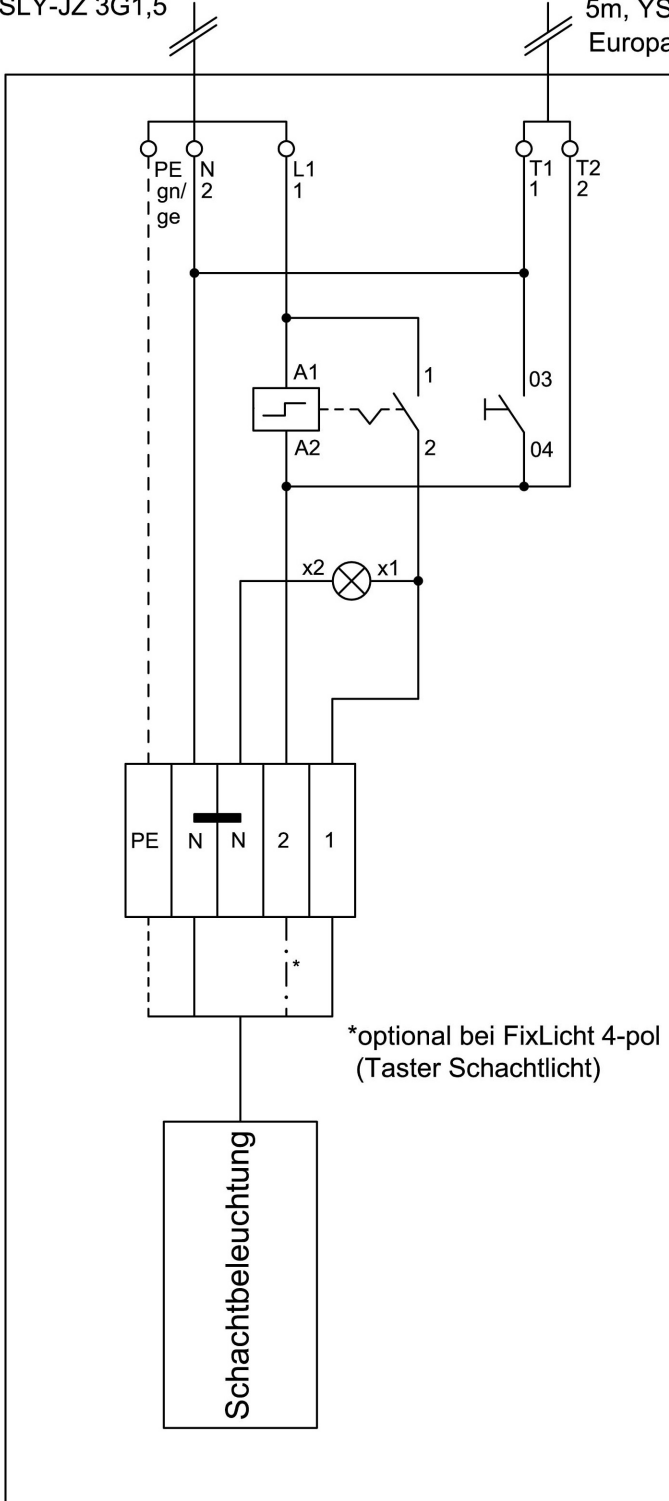 SLY-JZ 3G1,5
5m, YS
Europa
PE
gn/
ge
N
2
L1
1
T1
1
T2
2
A1
A2
1
2
03
04
x2
x1
PE
N
N
2
1
*
*optional bei FixLicht 4-pol
(Taster Schachtlicht)
Schachtbeleuchtung